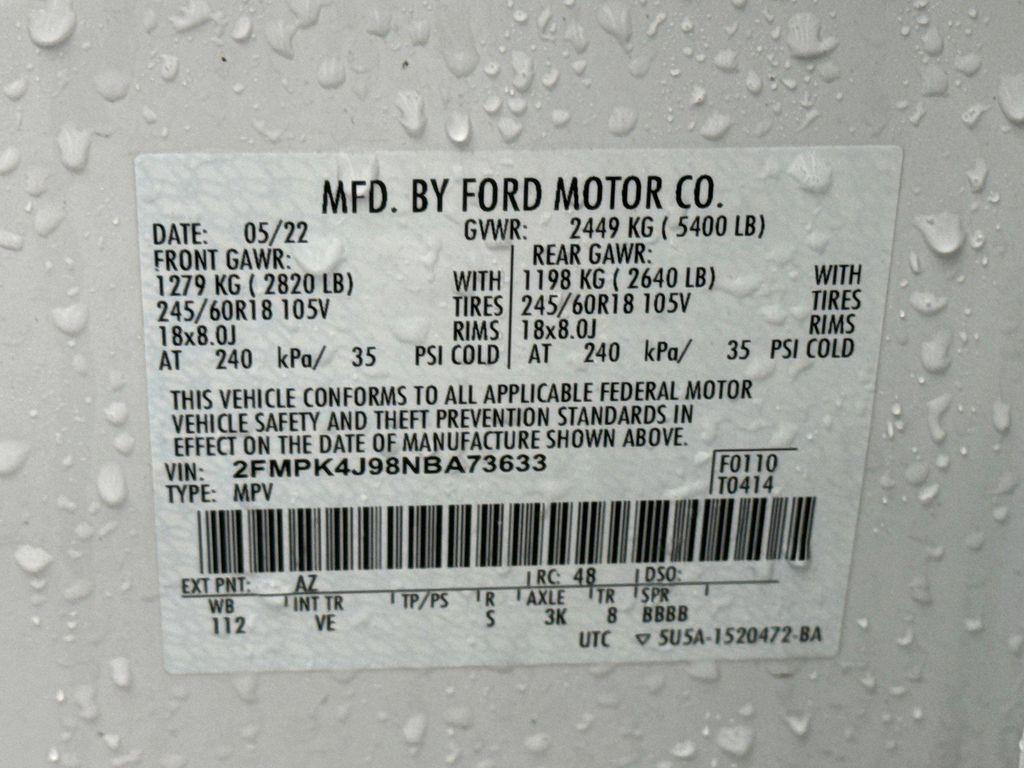 MFD. BY FORD MOTOR CO.
DATE: 05/22 GVWR: 2449 KG ( 5400 LB)
FRONT GAWR: REAR GAWR:
1279 KG ( 2820 LB) WITH 1198 KG ( 2640 LB) WITH
245/60R18 105V TIRES 245/60R18 105V TIRES
18x8.0J RIMS 18x8.0J RIMS
AT 240 kPa/ 35 PSI COLD AT 240 kPa/ 35 PSI COLD
THIS VEHICLE CONFORMS TO ALL APPLICABLE FEDERAL MOTOR
VEHICLE SAFETY AND THEFT PREVENTION STANDARDS IN
EFFECT ON THE DATE OF MANUFACTURE SHOWN ABOVE.
VIN: 2FMPK4J98NBA73633 F0110
TYPE: MPV T0414
EXT PNT: AZ RC: 48 DSO:
WB INT TR TP/PS R AXLE TR SPR
112 VE S 3K 8 BBBB
UTC ▽ 5U5A-1520472-BA